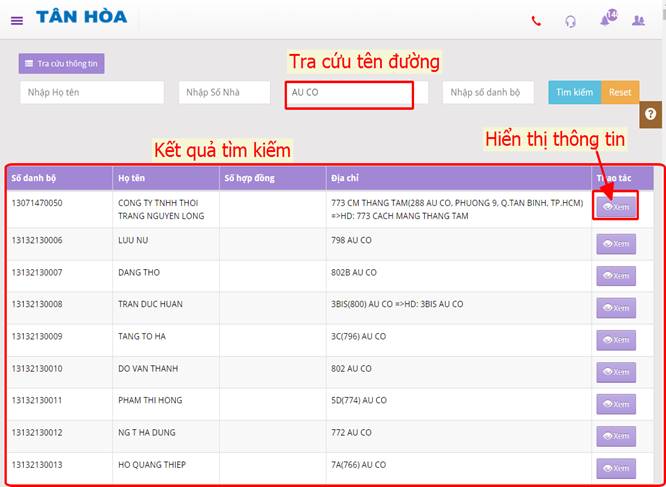 TÂN HÒA
146
Tra cứu thông tin
Tra cứu tên đường
Nhập Họ tên
Nhập Số Nhà
AU CO
Nhập số danh bộ
Tìm kiếm
Reset
Kết quả tìm kiếm
Hiển thị thông tin
Số danh bộ Họ tên Số hợp đồng Địa chỉ Thao tác
13071470050 CONG TY TNHH THOI TRANG NGUYEN LONG 773 CM THANG TAM(288 AU CO, PHUONG 9, Q.TAN BINH, TP.HCM) =>HD: 773 CACH MANG THANG TAM Xem
13132130006 LUU NU 798 AU CO Xem
13132130007 DANG THO 802B AU CO Xem
13132130008 TRAN DUC HUAN 3BIS(800) AU CO =>HD: 3BIS AU CO Xem
13132130009 TANG TO HA 3C(796) AU CO Xem
13132130010 DO VAN THANH 802 AU CO Xem
13132130011 PHAM THI HONG 5D(774) AU CO Xem
13132130012 NG T HA DUNG 772 AU CO Xem
13132130013 HO QUANG THIEP 7A(766) AU CO Xem